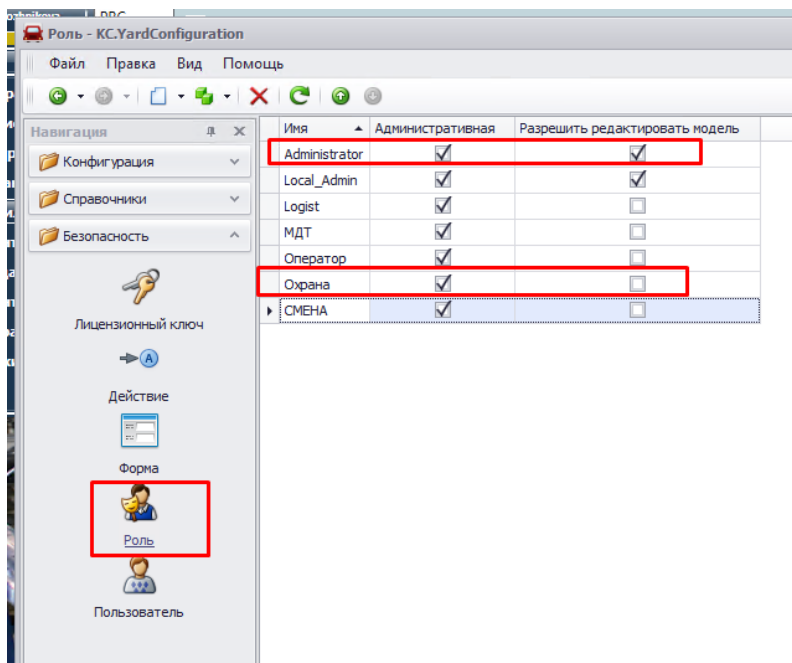 Роль - KC.YardConfiguration
Файл Правка Вид Помощь
Навигация
Конфигурация
Справочники
Безопасность
Лицензионный ключ
Действие
Форма
Роль
Пользователь
Имя Административная Разрешить редактировать модель
Administrator
Local_Admin
Logist
МДТ
Оператор
Охрана
СМЕНА